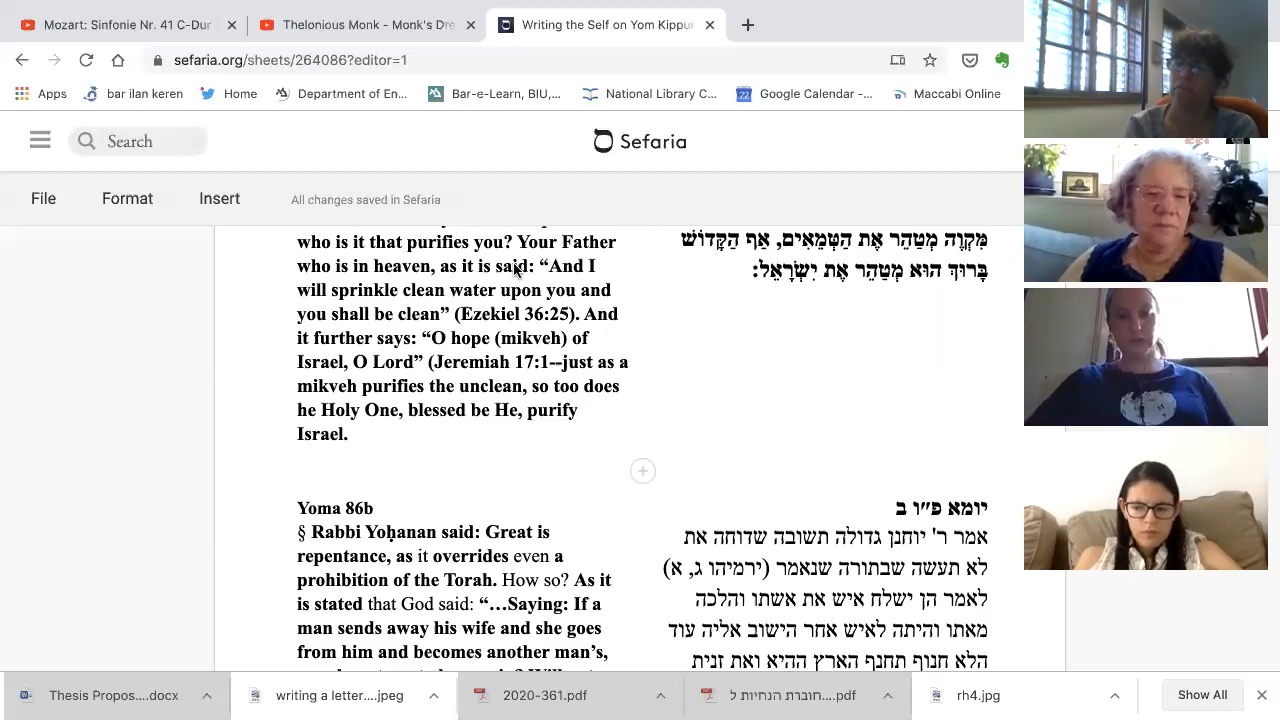 Mozart: Sinfonie Nr. 41 C-Dur
Thelonious Monk - Monk's Dre
Writing the Self on Yom Kippur
sefaria.org/sheets/264086?editor=1
Apps
bar ilan keren
Home
Department of En...
Bar-e-Learn, BIU,...
National Library C...
22
Google Calendar -...
Maccabi Online
Search
Sefaria
File
Format
Insert
All changes saved in Sefaria
who is it that purifies you? Your Father
who is in heaven, as it is said: “And I
will sprinkle clean water upon you and
you shall be clean” (Ezekiel 36:25). And
it further says: “O hope (mikveh) of
Israel, O Lord” (Jeremiah 17:1--just as a
mikveh purifies the unclean, so too does
he Holy One, blessed be He, purify
Israel.
מִקְוֶה מְטַהֵר אֶת הַטְּמֵאִים, אַף הַקָּדוֹשׁ
בָּרוּךְ הוּא מְטַהֵר אֶת יִשְׂרָאֵל:
Yoma 86b
§ Rabbi Yoḥanan said: Great is
repentance, as it overrides even a
prohibition of the Torah. How so? As it
is stated that God said: “…Saying: If a
man sends away his wife and she goes
from him and becomes another man’s,
יומא פ״ו ב
אמר ר' יוחנן גדולה תשובה שדוחה את
לא תעשה שבתורה שנאמר (ירמיהו ג, א)
לאמר הן ישלח איש את אשתו והלכה
מאתו והיתה לאיש אחר הישוב אליה עוד
הלא חנוף תחנף הארץ ההיא ואת זנית
Thesis Propos....docx
writing a letter....jpeg
2020-361.pdf
חוברת הנחיות ל....pdf
rh4.jpg
Show All